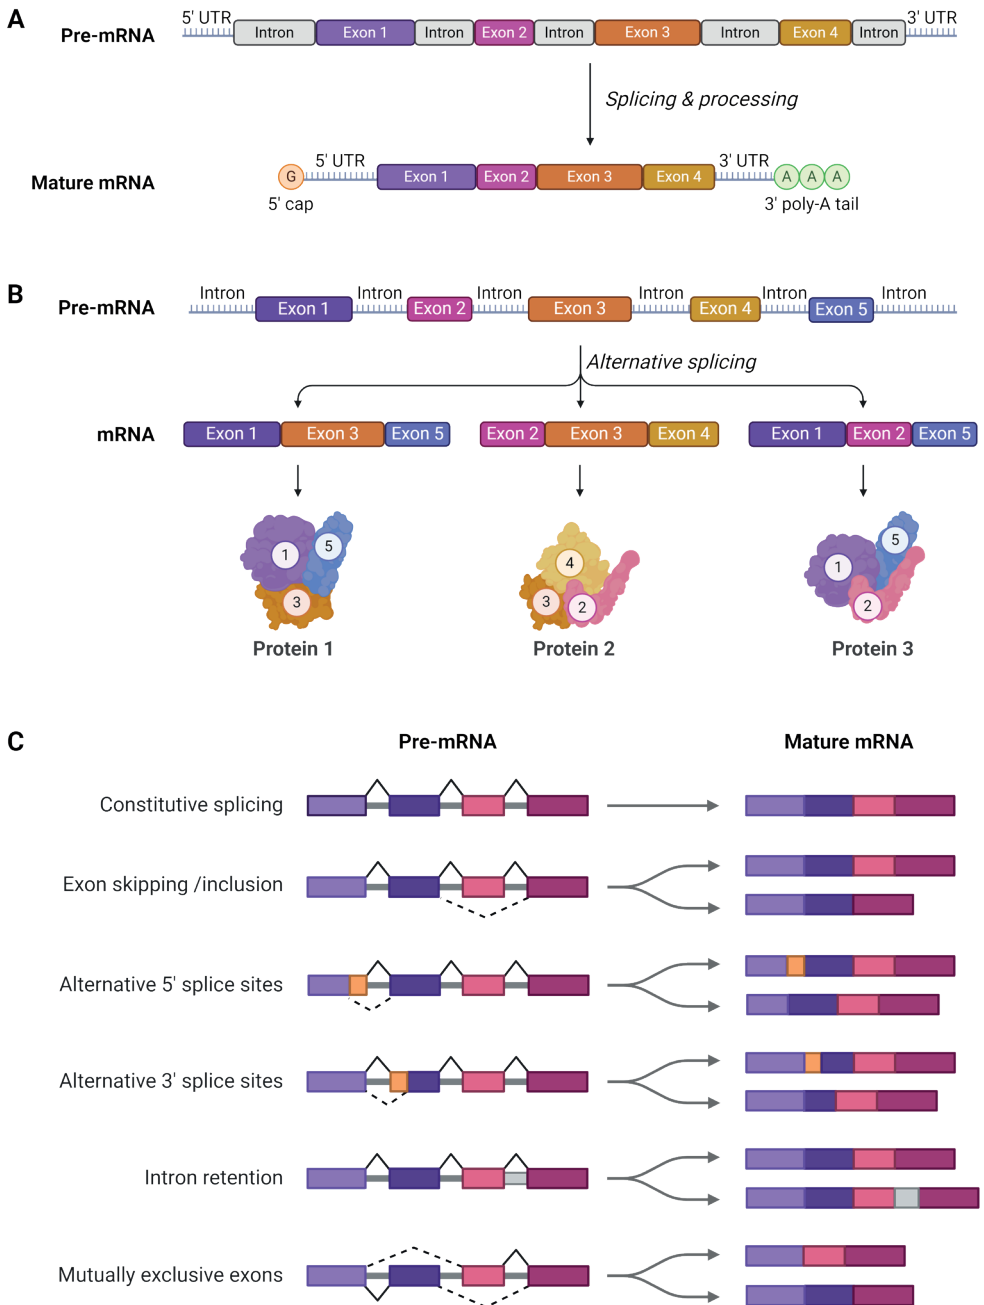 A
5' UTR
3' UTR
Pre-mRNA
Intron Exon 1 Intron Exon 2 Intron Exon 3 Intron Exon 4 Intron
Splicing & processing
5' UTR
3' UTR
Mature mRNA
G
Exon 1 Exon 2 Exon 3 Exon 4
A A A
5' cap
3' poly-A tail
B
Intron Intron Intron Intron Intron Intron
Pre-mRNA
Exon 1 Exon 2 Exon 3 Exon 4 Exon 5
Alternative splicing
mRNA
Exon 1 Exon 3 Exon 5
Exon 2 Exon 3 Exon 4
Exon 1 Exon 2 Exon 5
1 5 3
4 3 2
5 1 2
Protein 1
Protein 2
Protein 3
C
Pre-mRNA
Mature mRNA
Constitutive splicing
Exon skipping /inclusion
Alternative 5' splice sites
Alternative 3' splice sites
Intron retention
Mutually exclusive exons